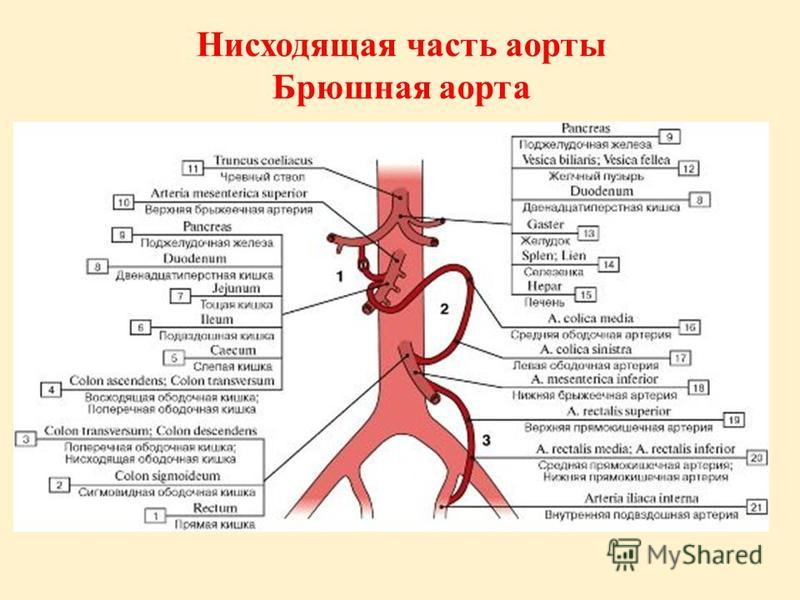 Нисходящая часть аорты
Брюшная аорта
11
Truncus coeliacus
Чревный ствол
10
Arteria mesenterica superior
Верхняя брыжеечная артерия
9
Pancreas
Поджелудочная железа
8
Duodenum
Двенадцатиперстная кишка
7
Jejunum
Тощая кишка
6
Ileum
Подвздошная кишка
5
Caecum
Слепая кишка
4
Colon ascendens; Colon transversum
Восходящая ободочная кишка;
Поперечная ободочная кишка
3
Colon transversum; Colon descendens
Поперечная ободочная кишка;
Нисходящая ободочная кишка
2
Colon sigmoideum
Сигмовидная ободочная кишка
1
Rectum
Прямая кишка
1
2
3
Pancreas
9
Поджелудочная железа
Vesica biliaris; Vesica fellea
12
Желчный пузырь
Duodenum
8
Двенадцатиперстная кишка
Gaster
13
Желудок
Splen; Lien
14
Селезенка
Hepar
15
Печень
A. colica media
16
Средняя ободочная артерия
A. colica sinistra
17
Левая ободочная артерия
A. mesenterica inferior
18
Нижняя брыжеечная артерия
A. rectalis superior
19
Верхняя прямокишечная артерия
A. rectalis media; A. rectalis inferior
20
Средняя прямокишечная артерия;
Нижняя прямокишечная артерия
Arteria iliaca interna
21
Внутренняя подвздошная артерия
MyShared